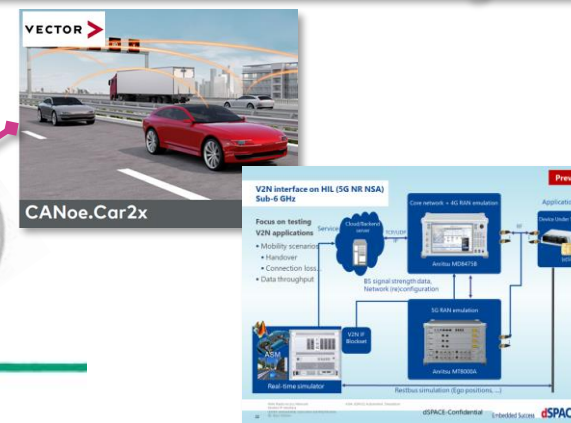 VECTOR
CANoe.Car2x
V2N interface on HIL (5G NR NSA)
Sub-6 GHz
Focus on testing
V2N applications
• Mobility scenarios
• Handover
• Connection loss...
• Data throughput
Service
Cloud/Backend
server
TCP/UDP
IP
Core network + 4G RAN emulation
Anritsu MD8475B
RF
BS signal strength data,
Network (re)configuration
5G RAN emulation
Anritsu MT8000A
V2N IF
Blockset
ASM
Real-time simulator
Restbus simulation (Ego positions, ...)
Prev
Application
Device Under
dSPACE Confidential
Embedded Success
dSPAC